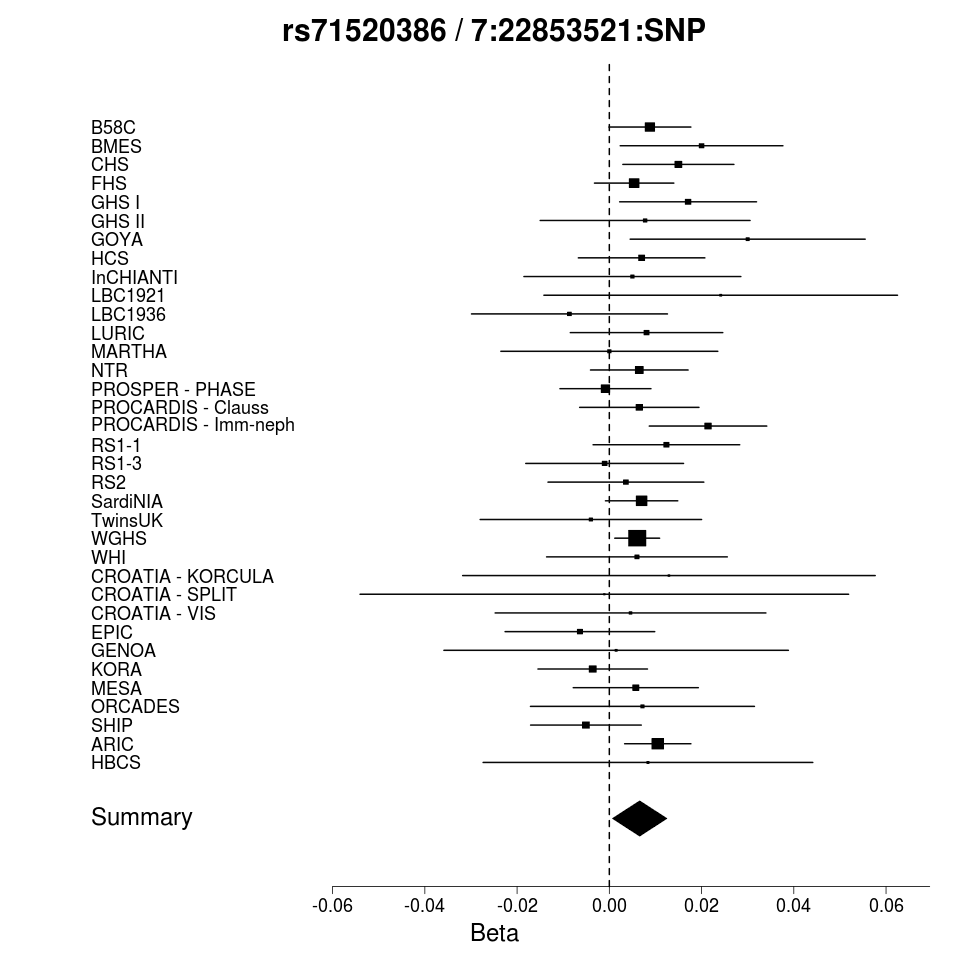 rs71520386 / 7:22853521:SNP
B58C
BMES
CHS
FHS
GHS I
GHS II
GOYA
HCS
InCHIANTI
LBC1921
LBC1936
LURIC
MARTHA
NTR
PROSPER - PHASE
PROCARDIS - Clauss
PROCARDIS - Imm-neph
RS1-1
RS1-3
RS2
SardiNIA
TwinsUK
WGHS
WHI
CROATIA - KORCULA
CROATIA - SPLIT
CROATIA - VIS
EPIC
GENOA
KORA
MESA
ORCADES
SHIP
ARIC
HBCS
Summary
-0.06 -0.04 -0.02 0.00 0.02 0.04 0.06
Beta